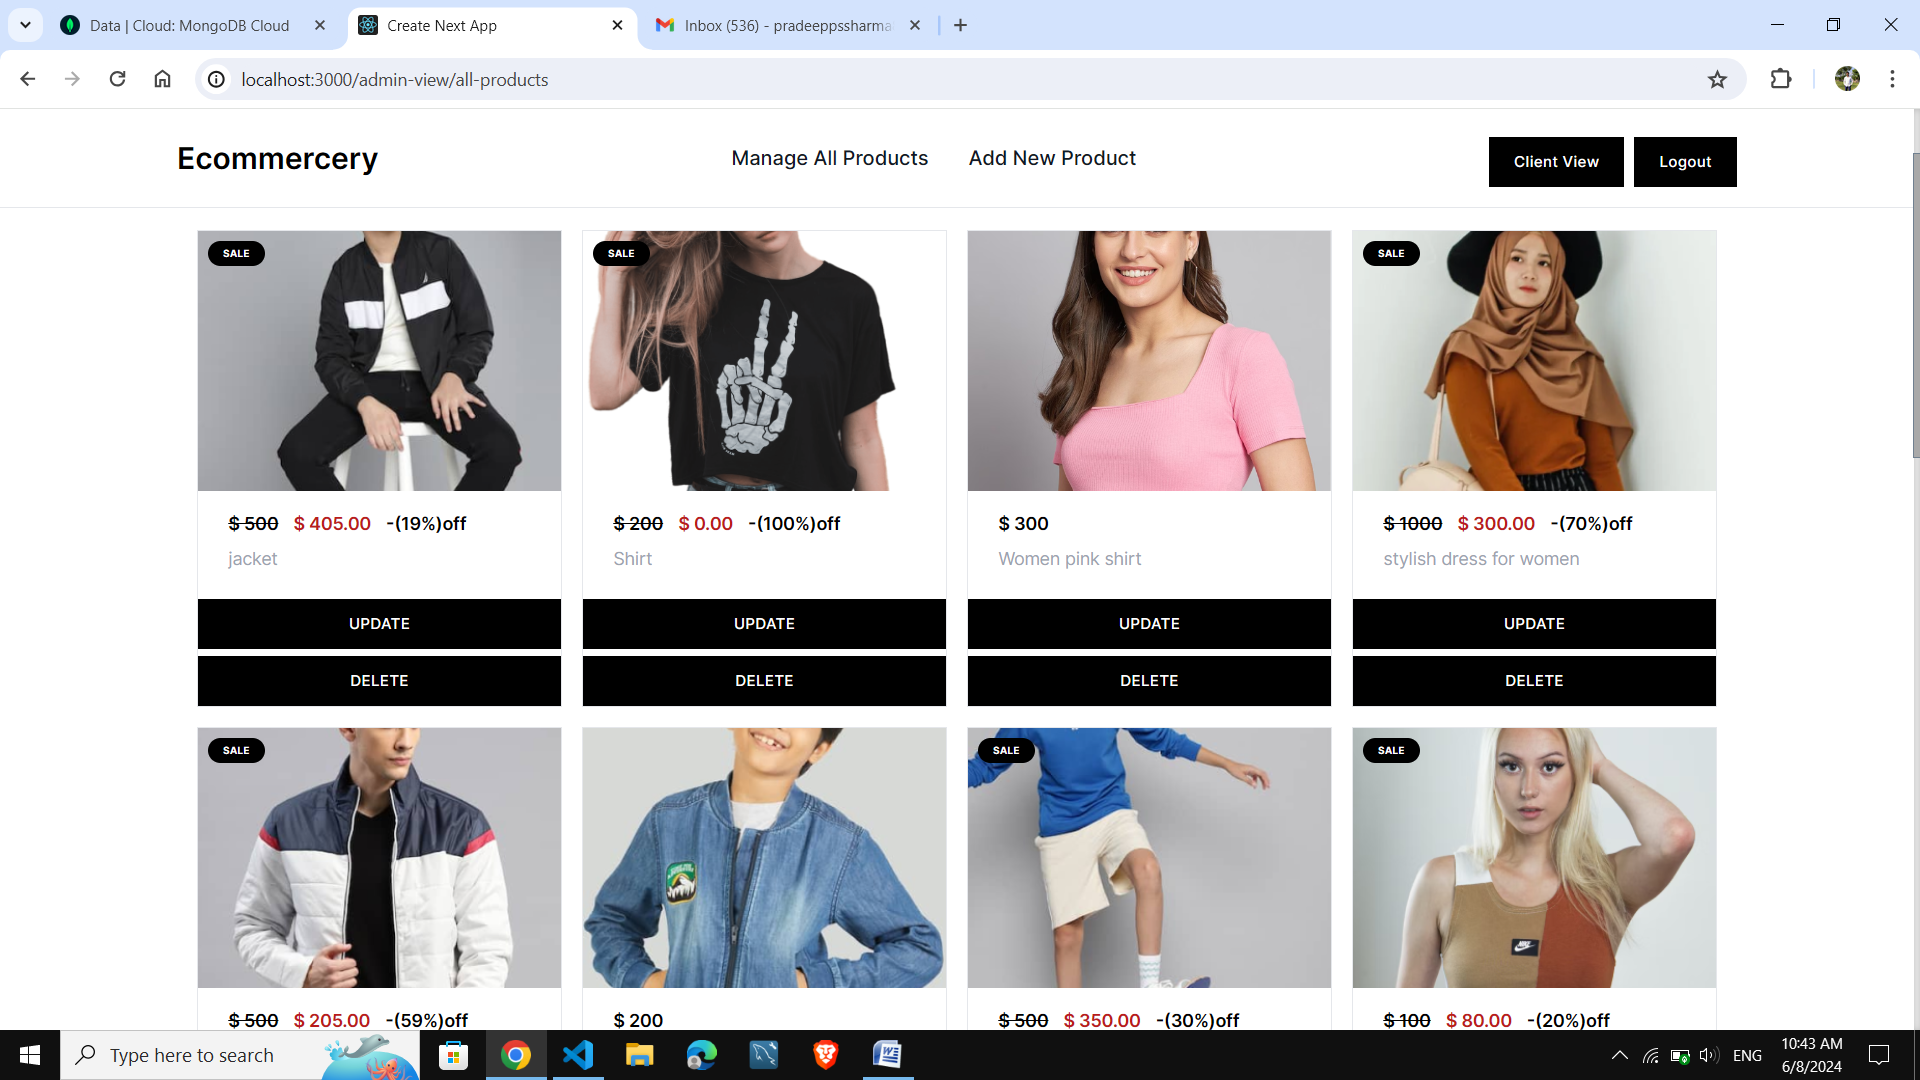 Data | Cloud: MongoDB Cloud
Create Next App
Inbox (536) - pradeeppssharma
localhost:3000/admin-view/all-products
Ecommercery
Manage All Products
Add New Product
Client View
Logout
SALE
SALE
SALE
$ 500 $ 405.00 -(19%)off
jacket
UPDATE
DELETE
$ 200 $ 0.00 -(100%)off
Shirt
UPDATE
DELETE
$ 300
Women pink shirt
UPDATE
DELETE
$ 1000 $ 300.00 -(70%)off
stylish dress for women
UPDATE
DELETE
SALE
SALE
SALE
NIKE
$ 500 $ 205.00 -(59%)off
$ 200
$ 500 $ 350.00 -(30%)off
$ 100 $ 80.00 -(20%)off
Type here to search
ENG
10:43 AM
6/8/2024